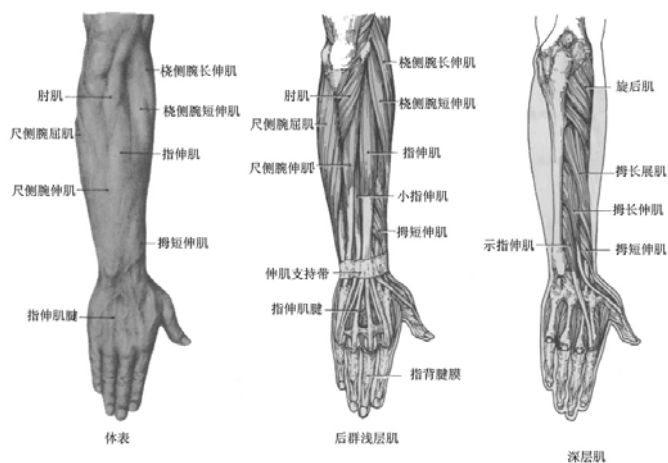 桡侧腕长伸肌
肘肌
桡侧腕短伸肌
尺侧腕屈肌
指伸肌
尺侧腕伸肌
拇短伸肌
指伸肌腱
体表
桡侧腕长伸肌
肘肌
桡侧腕短伸肌
尺侧腕屈肌
指伸肌
尺侧腕伸肌
小指伸肌
拇短伸肌
伸肌支持带
指伸肌腱
指背腱膜
后群浅层肌
旋后肌
拇长展肌
拇长伸肌
示指伸肌
拇短伸肌
深层肌